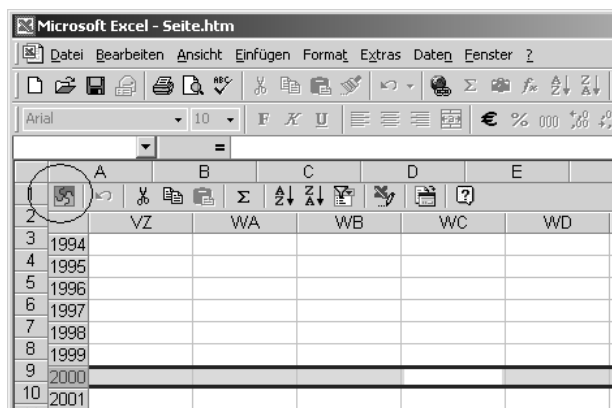 Microsoft Excel - Seite.htm
Datei Bearbeiten Ansicht Einfügen Format Extras Daten Fenster ?
ABC Σ fx A Z Z A
Arial 10 F K U € % 000
=
A B C D E
1 Σ A Z Z A ?
2 VZ WA WB WC WD
3 1994
4 1995
5 1996
6 1997
7 1998
8 1999
9 2000
10 2001